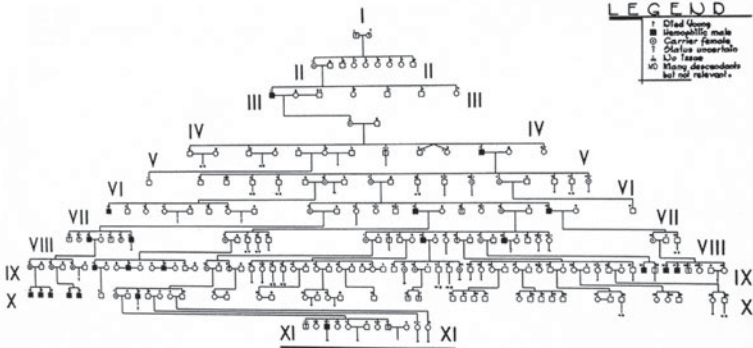 LEGEND
† Died Young
■ Hemophilic male
⊙ Carrier female
? Status uncertain
No Issue
MD Many descendants
but not relevant.
I
II II
III III
IV IV
V V
VI VI
VII VII
VIII VIII
IX IX
X X
XI XI